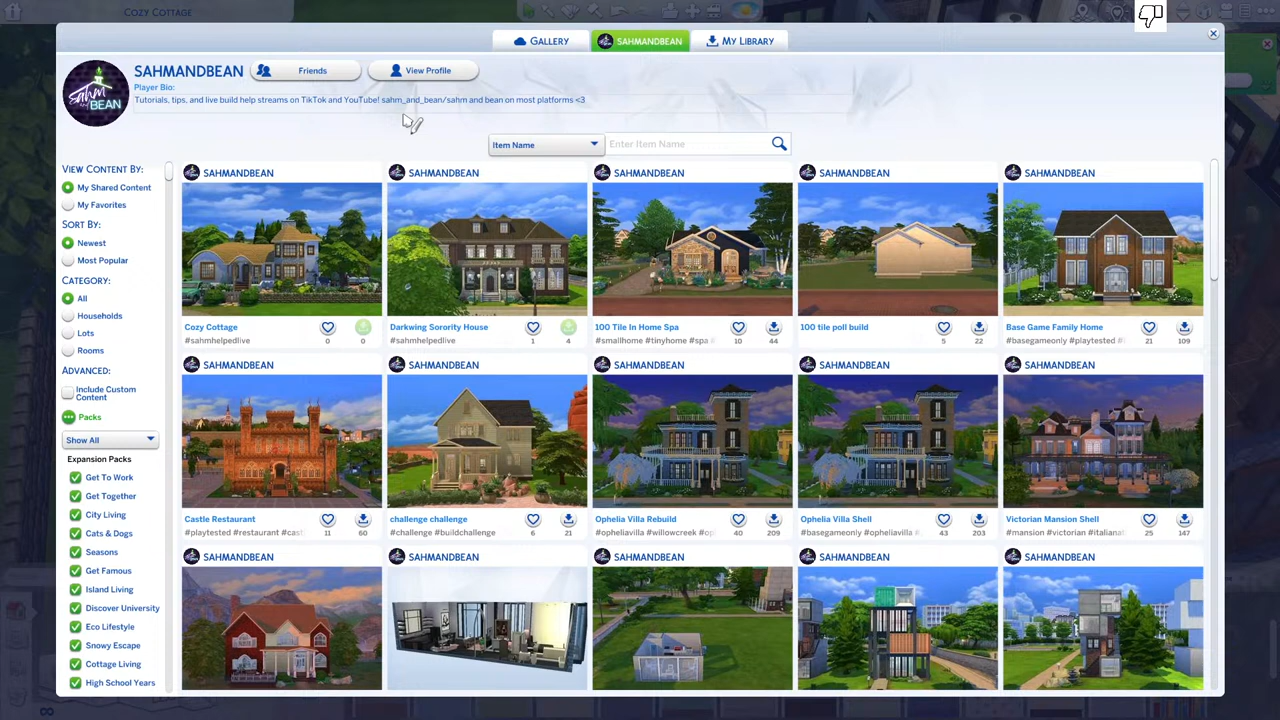 COZY COTTAGE
GALLERY
SAHMANDBEAN
MY LIBRARY
sahm and BEAN
SAHMANDBEAN
Friends
View Profile
Player Bio:
Tutorials, tips, and live build help streams on TikTok and YouTube! sahm_and_bean/sahm and bean on most platforms <3
Item Name
Enter Item Name
VIEW CONTENT BY:
My Shared Content
My Favorites
SORT BY:
Newest
Most Popular
CATEGORY:
All
Households
Lots
Rooms
ADVANCED:
Include Custom
Content
Packs
Show All
Expansion Packs
Get To Work
Get Together
City Living
Cats & Dogs
Seasons
Get Famous
Island Living
Discover University
Eco Lifestyle
Snowy Escape
Cottage Living
High School Years
SAHMANDBEAN
SAHMANDBEAN
SAHMANDBEAN
SAHMANDBEAN
SAHMANDBEAN
Cozy Cottage
#sahmhelpedlive
0 0
Darkwing Sorority House
#sahmhelpedlive
1 4
100 Tile In Home Spa
#smallhome #tinyhome #spa #
10 44
100 tile poll build
5 22
Base Game Family Home
#basegameonly #playtested #
21 109
SAHMANDBEAN
SAHMANDBEAN
SAHMANDBEAN
SAHMANDBEAN
SAHMANDBEAN
Castle Restaurant
#playtested #restaurant #cast
11 60
challenge challenge
#challenge #buildchallenge
6 21
Ophelia Villa Rebuild
#opheliavilla #willowcreek #op
40 209
Ophelia Villa Shell
#basegameonly #opheliavilla #
43 203
Victorian Mansion Shell
#mansion #victorian #italianat
25 147
SAHMANDBEAN
SAHMANDBEAN
SAHMANDBEAN
SAHMANDBEAN
SAHMANDBEAN